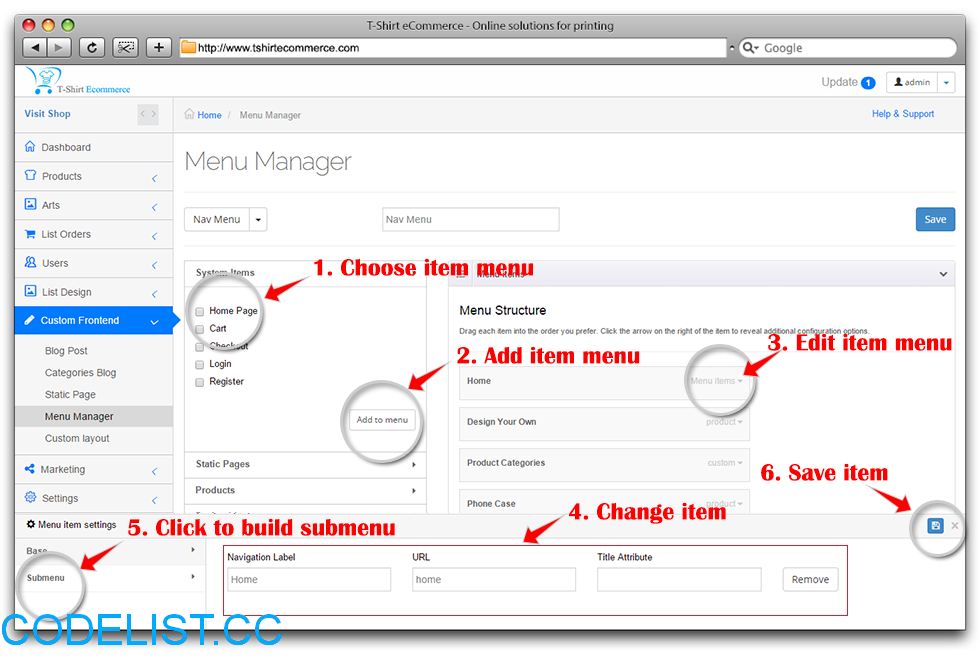 T-Shirt eCommerce - Online solutions for printing
http://www.tshirtecommerce.com
Google
T-Shirt Ecommerce
Update 1
admin
Visit Shop
Home / Menu Manager
Help & Support
Dashboard
Products
Arts
List Orders
Users
List Design
Custom Frontend
Blog Post
Categories Blog
Static Page
Menu Manager
Custom layout
Marketing
Settings
Menu Manager
Nav Menu
Nav Menu
Save
System Items
1. Choose item menu
Home Page
Cart
Checkout
Login
Register
2. Add item menu
Add to menu
Static Pages
Products
Menu Items
Menu Structure
Drag each item into the order you prefer. Click the arrow on the right of the item to reveal additional configuration options.
3. Edit item menu
Home
Menu items
Design Your Own
product
Product Categories
custom
Phone Case
product
6. Save item
Menu item settings
5. Click to build submenu
4. Change item
Base
Submenu
Navigation Label
URL
Title Attribute
Home
home
Remove
CODELIST.CC